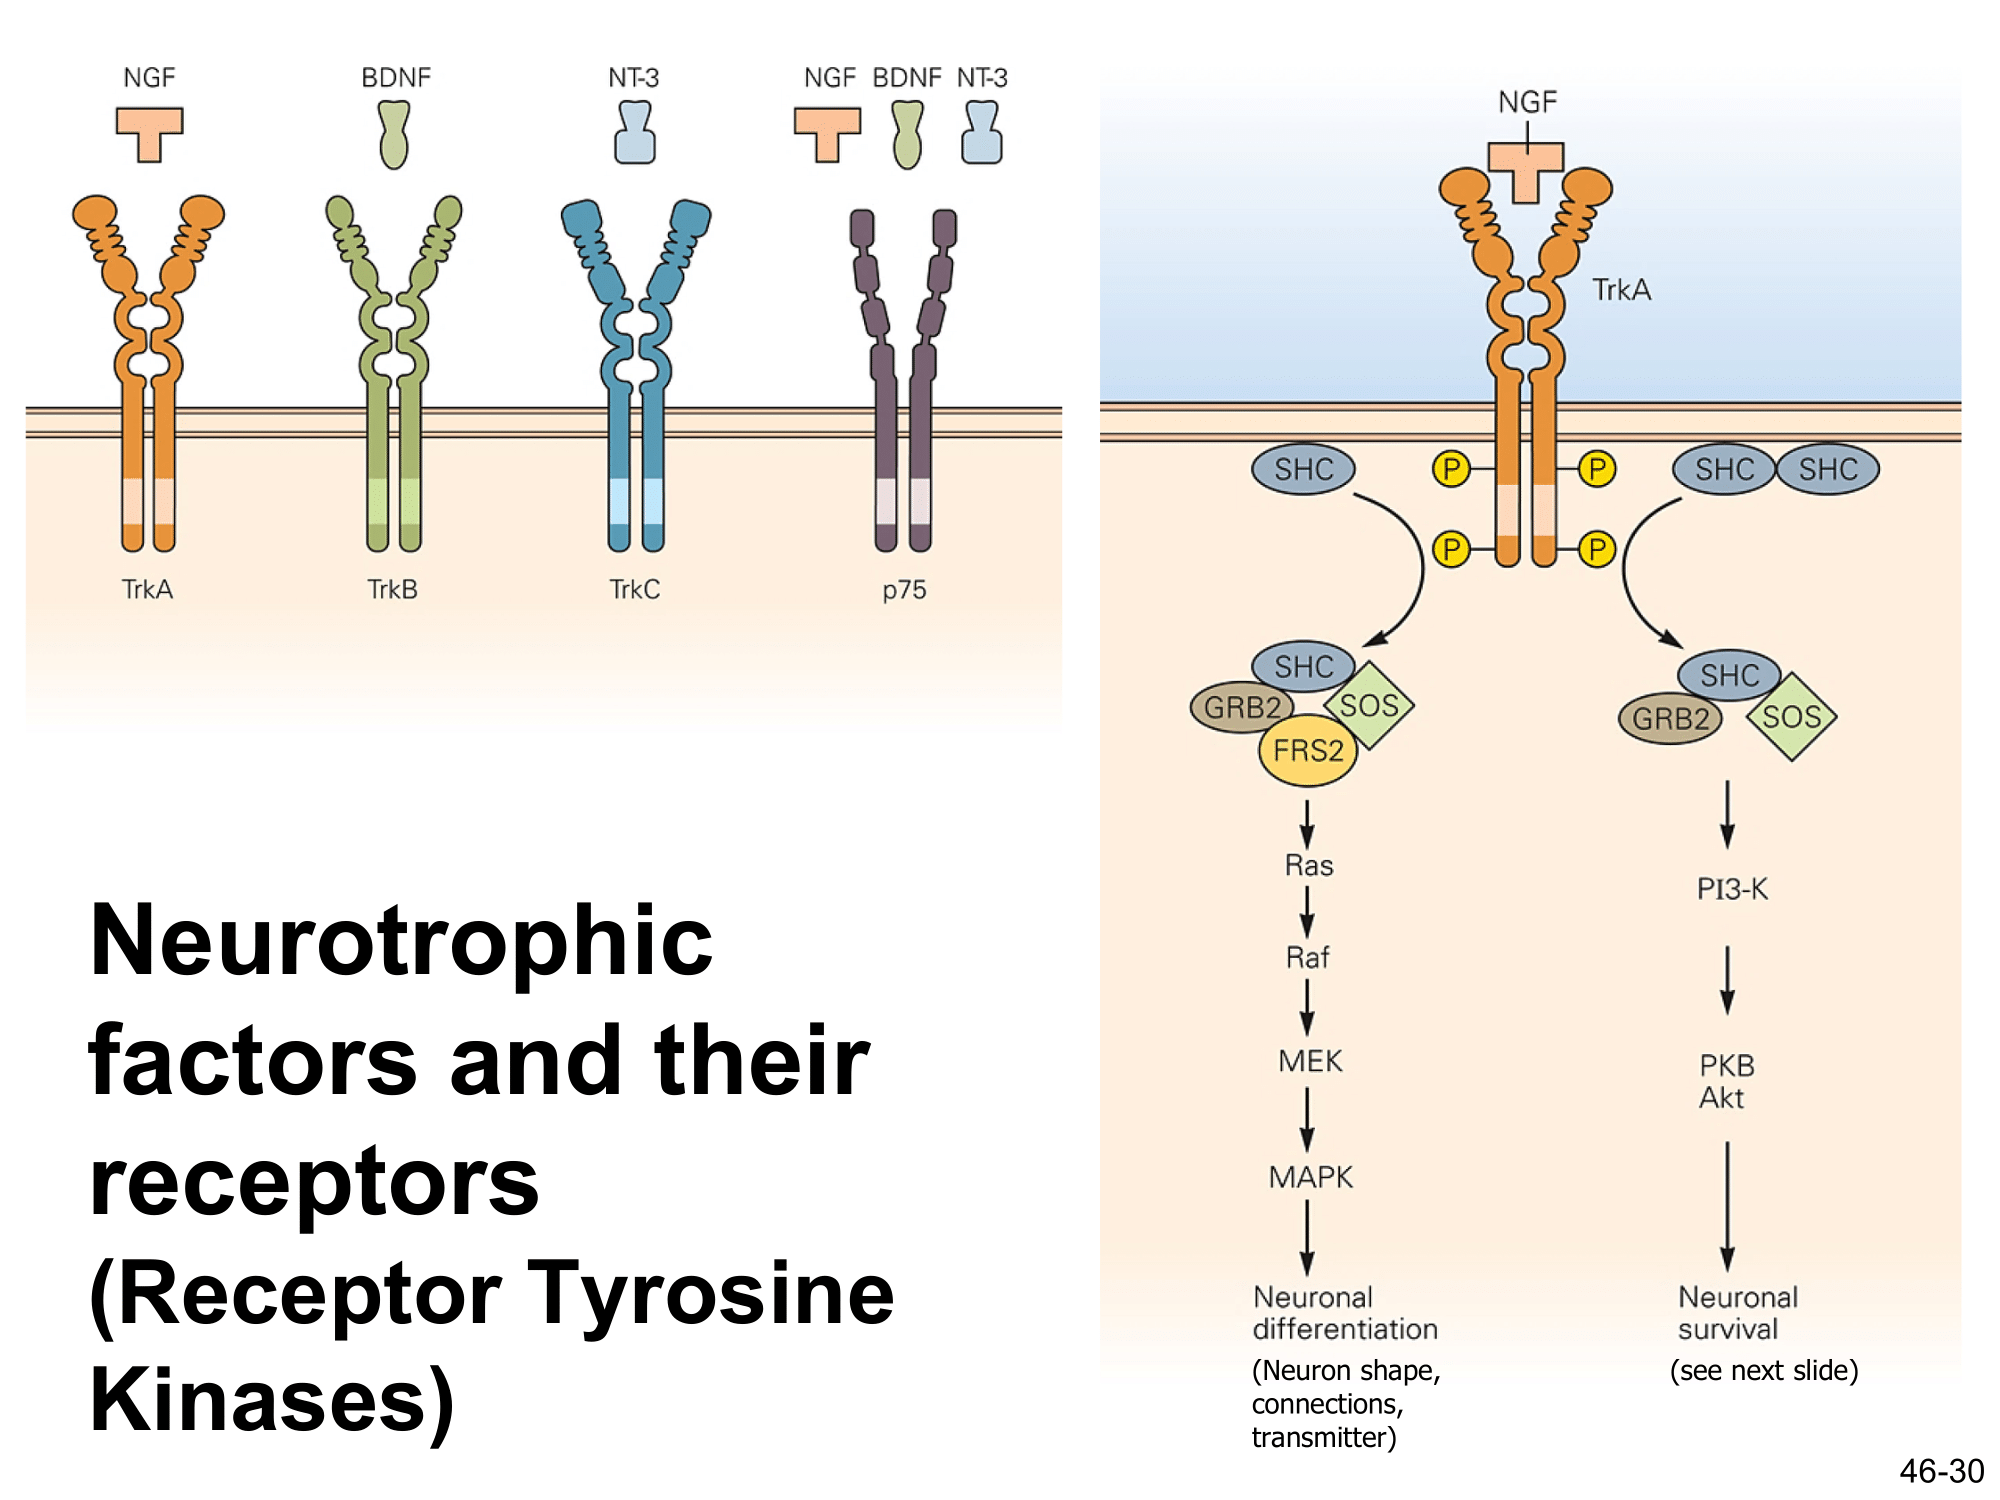 NGF
BDNF
NT-3
NGF BDNF NT-3
TrkA
TrkB
TrkC
p75
Neurotrophic
factors and their
receptors
(Receptor Tyrosine
Kinases)
NGF
TrkA
SHC
P
P
SHC SHC
P
P
SHC
GRB2
SOS
FRS2
Ras
Raf
MEK
MAPK
Neuronal
differentiation
(Neuron shape,
connections,
transmitter)
SHC
GRB2
SOS
PI3-K
PKB
Akt
Neuronal
survival
(see next slide)
46-30